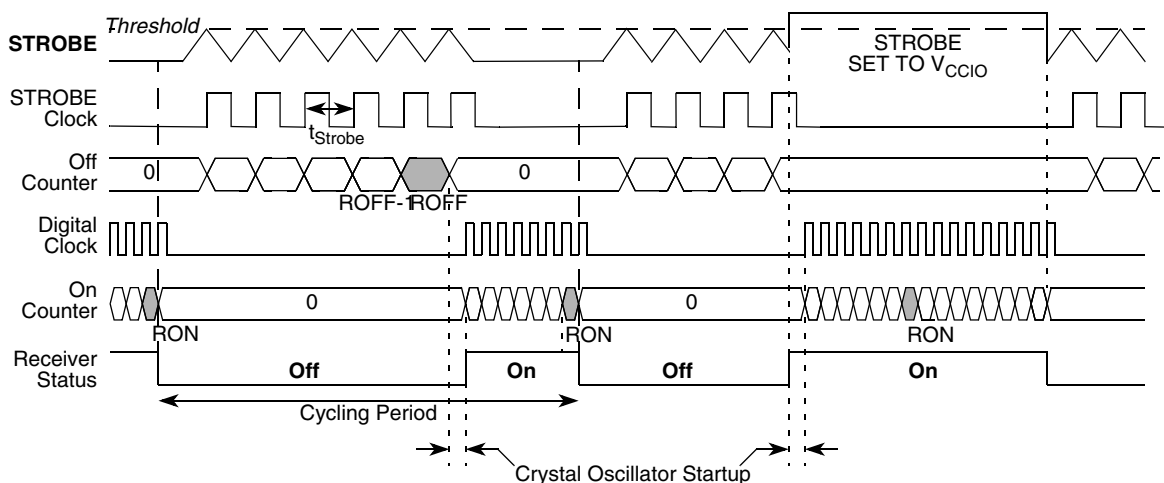 Threshold
STROBE
STROBE
SET TO VCCIO
STROBE
Clock
tStrobe
Off
Counter
0
0
ROFF-1
ROFF
Digital
Clock
On
Counter
0
0
RON
RON
RON
Receiver
Status
Off
On
Off
On
Cycling Period
Crystal Oscillator Startup